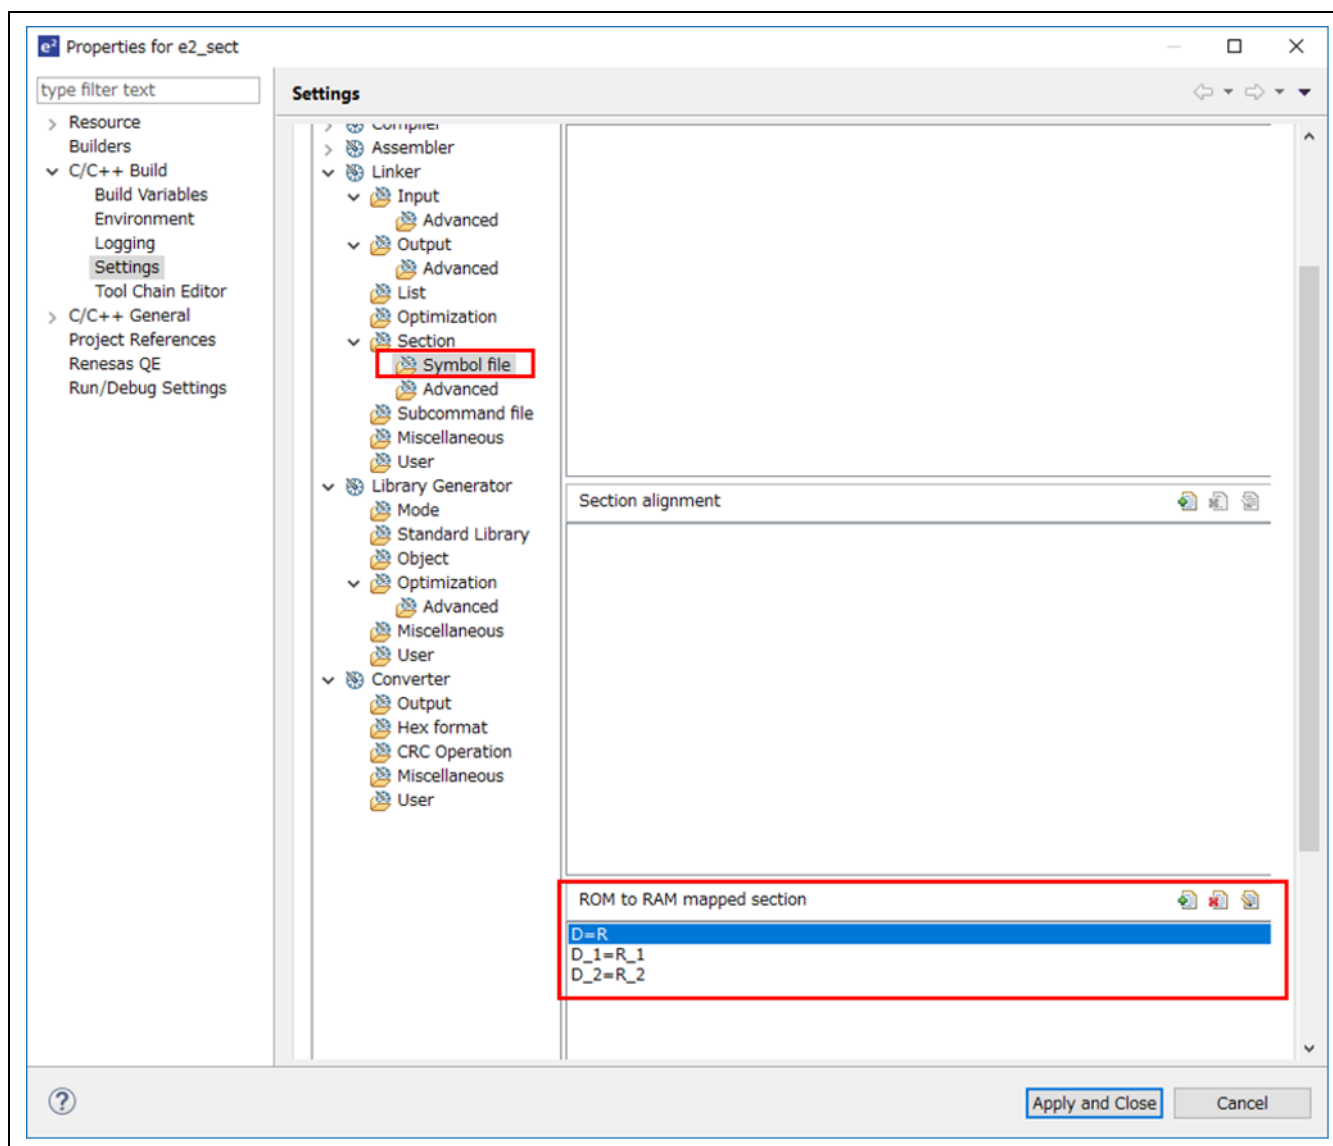 e² Properties for e2_sect
type filter text
Resource
Builders
C/C++ Build
Build Variables
Environment
Logging
Settings
Tool Chain Editor
C/C++ General
Project References
Renesas QE
Run/Debug Settings
Settings
Compiler
Assembler
Linker
Input
Advanced
Output
Advanced
List
Optimization
Section
Symbol file
Advanced
Subcommand file
Miscellaneous
User
Library Generator
Mode
Standard Library
Object
Optimization
Advanced
Miscellaneous
User
Converter
Output
Hex format
CRC Operation
Miscellaneous
User
Section alignment
ROM to RAM mapped section
D=R
D_1=R_1
D_2=R_2
?
Apply and Close
Cancel